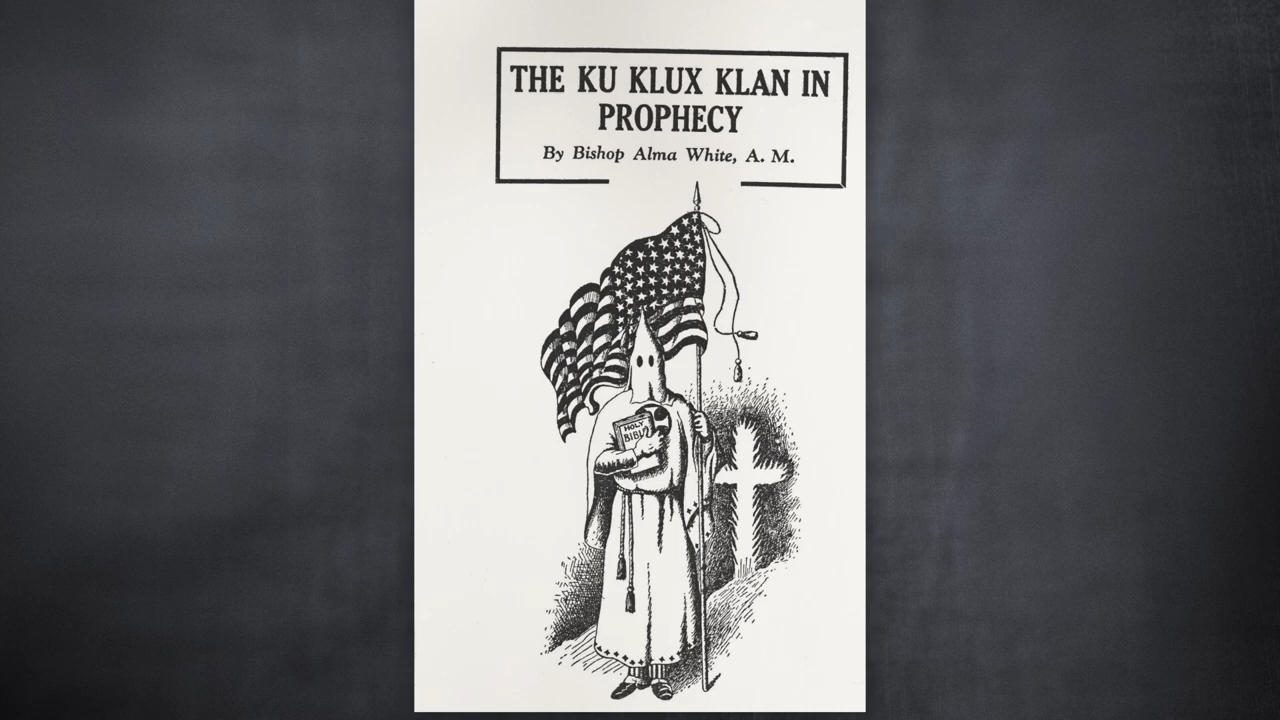 THE KU KLUX KLAN IN
PROPHECY
By Bishop Alma White, A. M.
HOLY
BIBLE